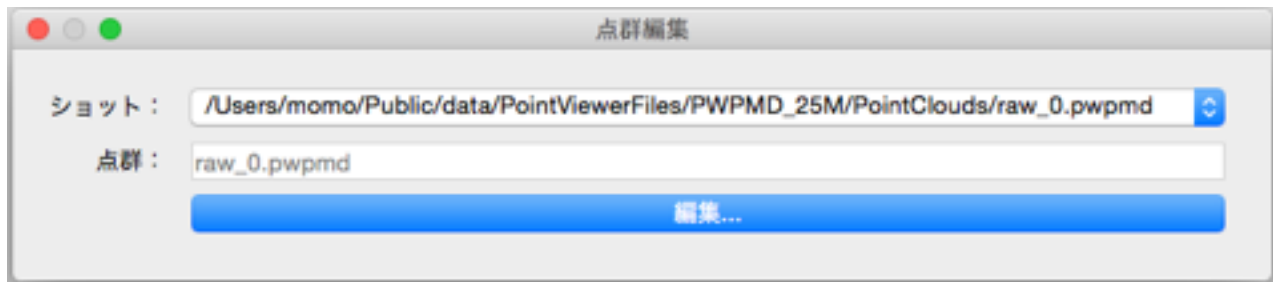 点群編集
ショット： /Users/momo/Public/data/PointViewerFiles/PWPMD_25M/PointClouds/raw_0.pwpmd
点群： raw_0.pwpmd
編集...